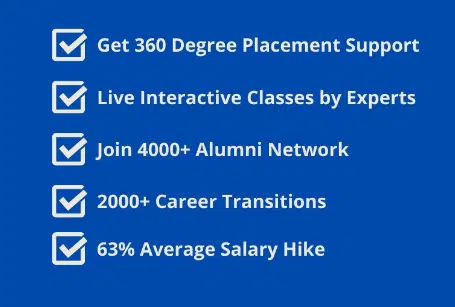 Get 360 Degree Placement Support
Live Interactive Classes by Experts
Join 4000+ Alumni Network
2000+ Career Transitions
63% Average Salary Hike